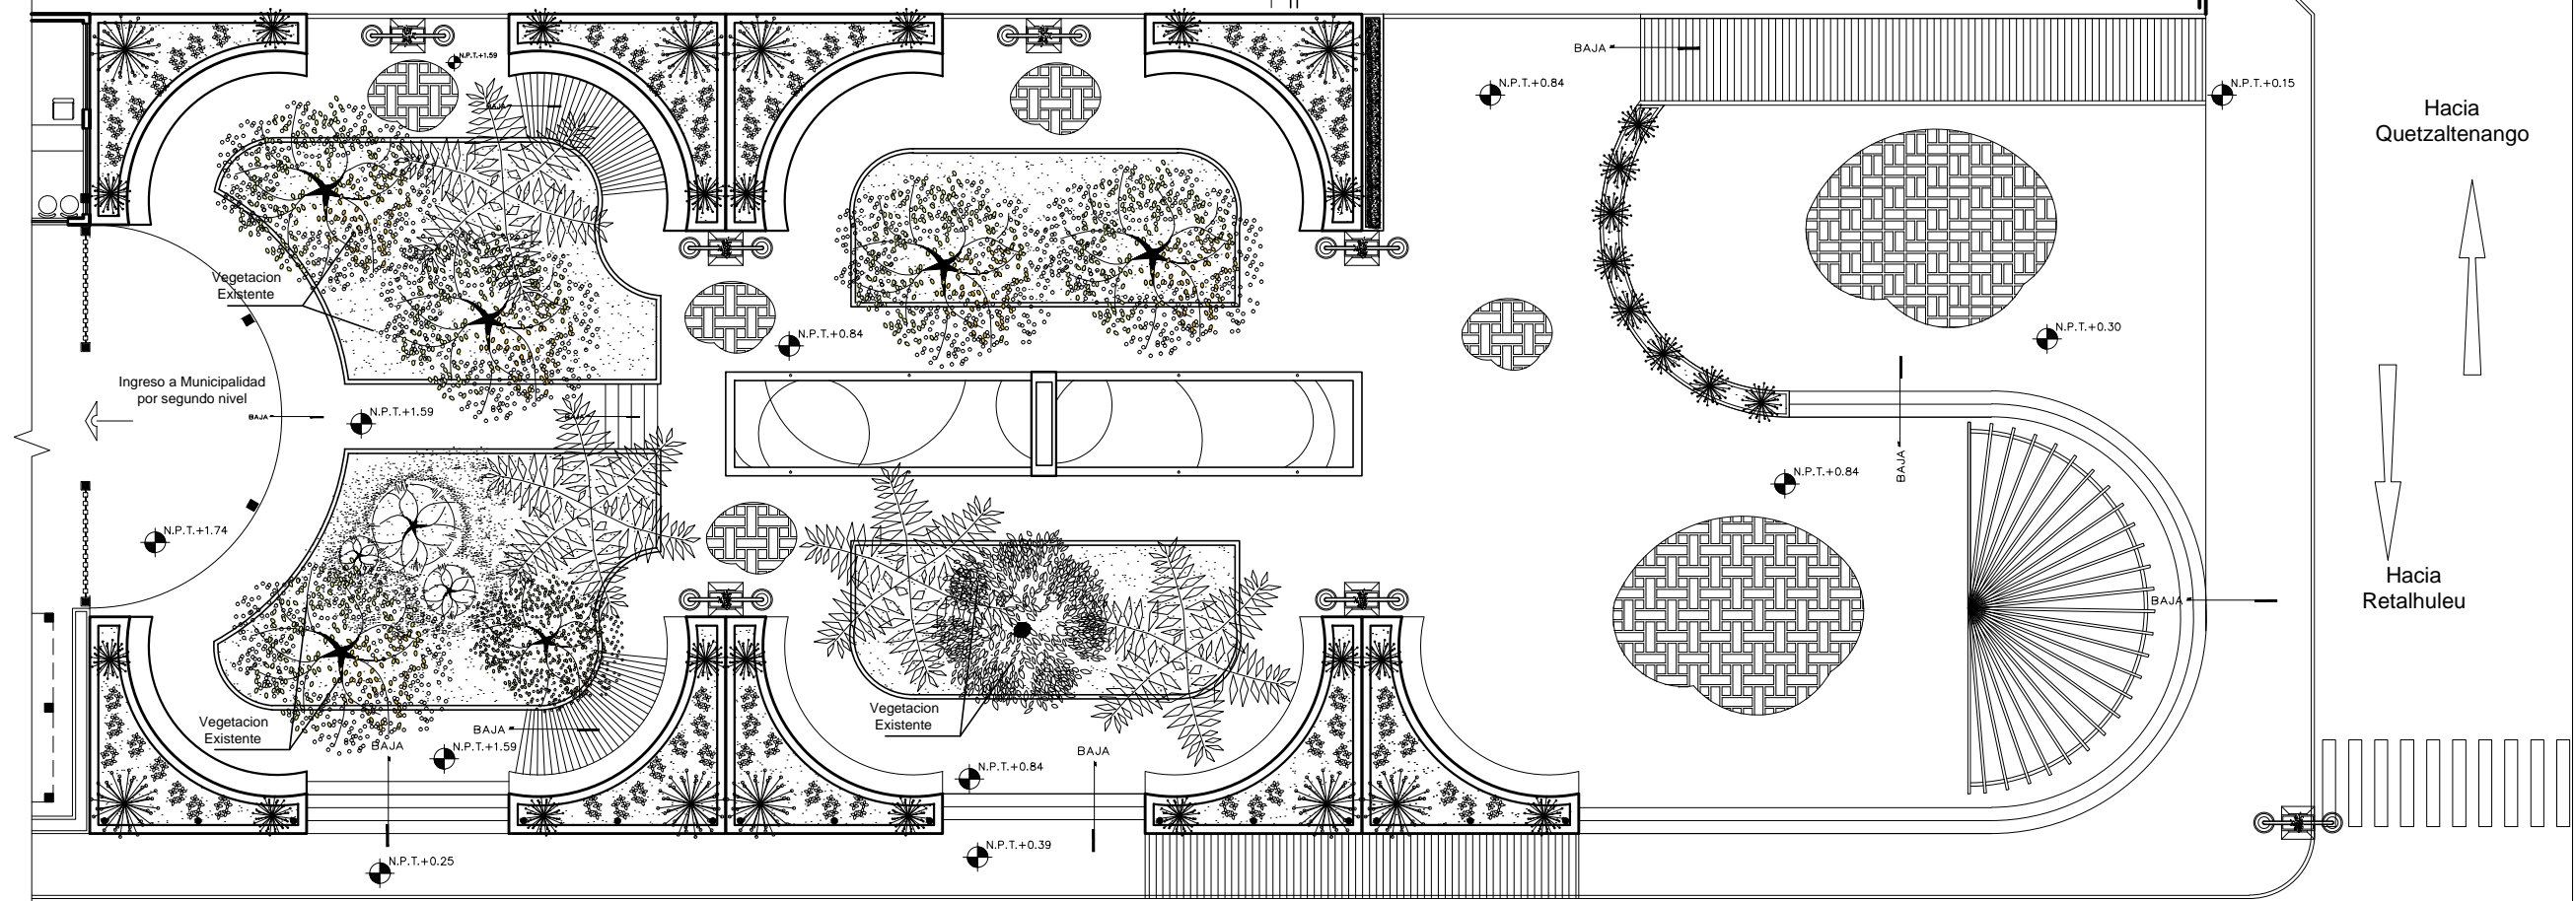 BAJA
N.P.T.+1.59
N.P.T.+0.84
N.P.T.+0.15
Hacia
Quetzaltenango
BAJA
Vegetacion
Existente
N.P.T.+0.84
N.P.T.+0.30
Ingreso a Municipalidad
por segundo nivel
BAJA
N.P.T.+1.59
BAJA
BAJA
N.P.T.+0.84
N.P.T.+1.74
Hacia
Retalhuleu
BAJA
Vegetacion
Existente
BAJA
Vegetacion
Existente
BAJA
N.P.T.+1.59
BAJA
N.P.T.+0.84
N.P.T.+0.25
N.P.T.+0.39